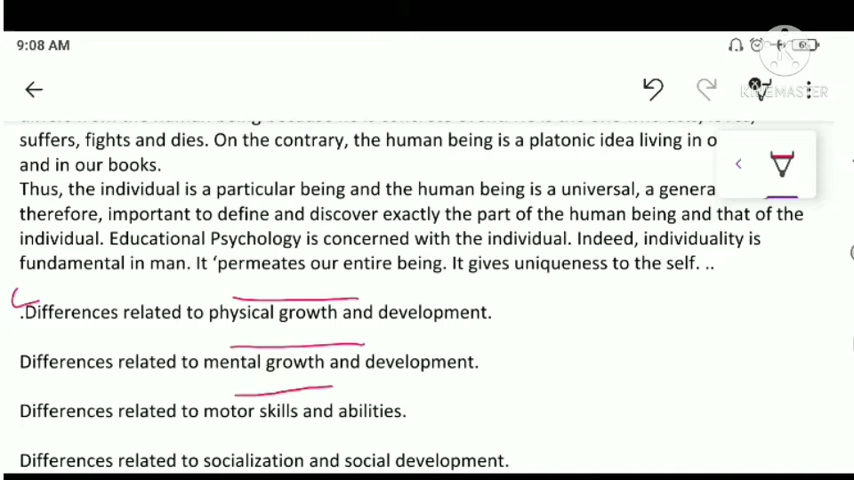 9:08 AM
KINEMASTER
suffers, fights and dies. On the contrary, the human being is a platonic idea living in o
and in our books.
Thus, the individual is a particular being and the human being is a universal, a genera
therefore, important to define and discover exactly the part of the human being and that of the
individual. Educational Psychology is concerned with the individual. Indeed, individuality is
fundamental in man. It ‘permeates our entire being. It gives uniqueness to the self. ..
.Differences related to physical growth and development.
Differences related to mental growth and development.
Differences related to motor skills and abilities.
Differences related to socialization and social development.